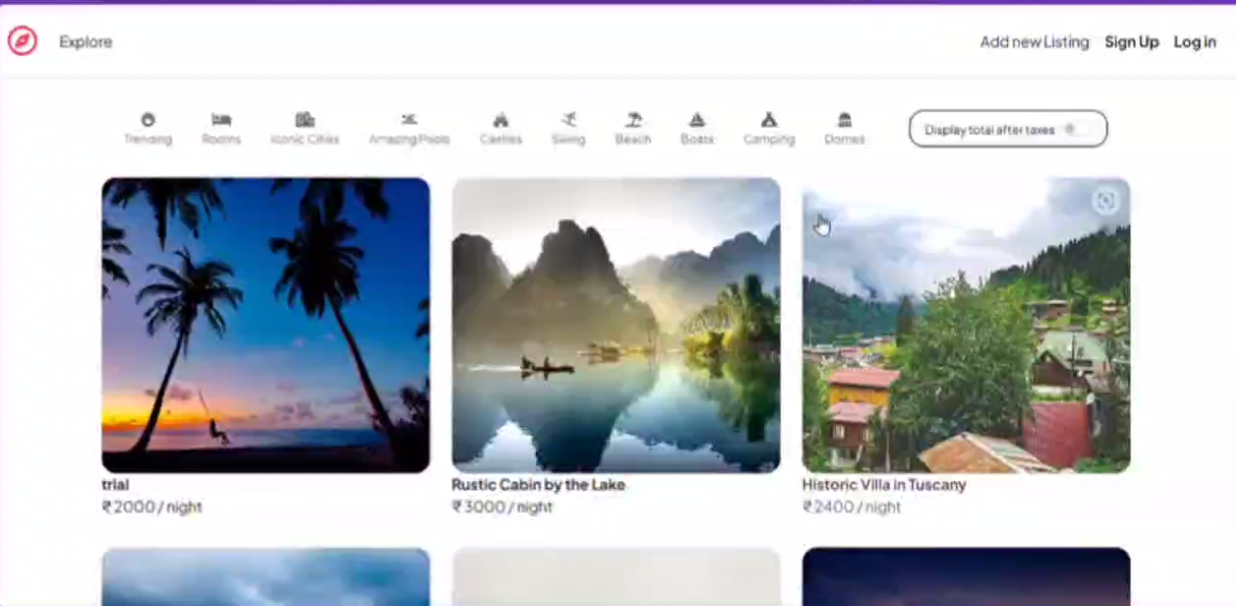 Explore
Add new Listing Sign Up Log in
Trending Rooms Iconic Cities Amazing Pools Castles Skiing Beach Boats Camping Domes
Display total after taxes
trial
₹2000/night
Rustic Cabin by the Lake
₹3000/night
Historic Villa in Tuscany
₹2400/night